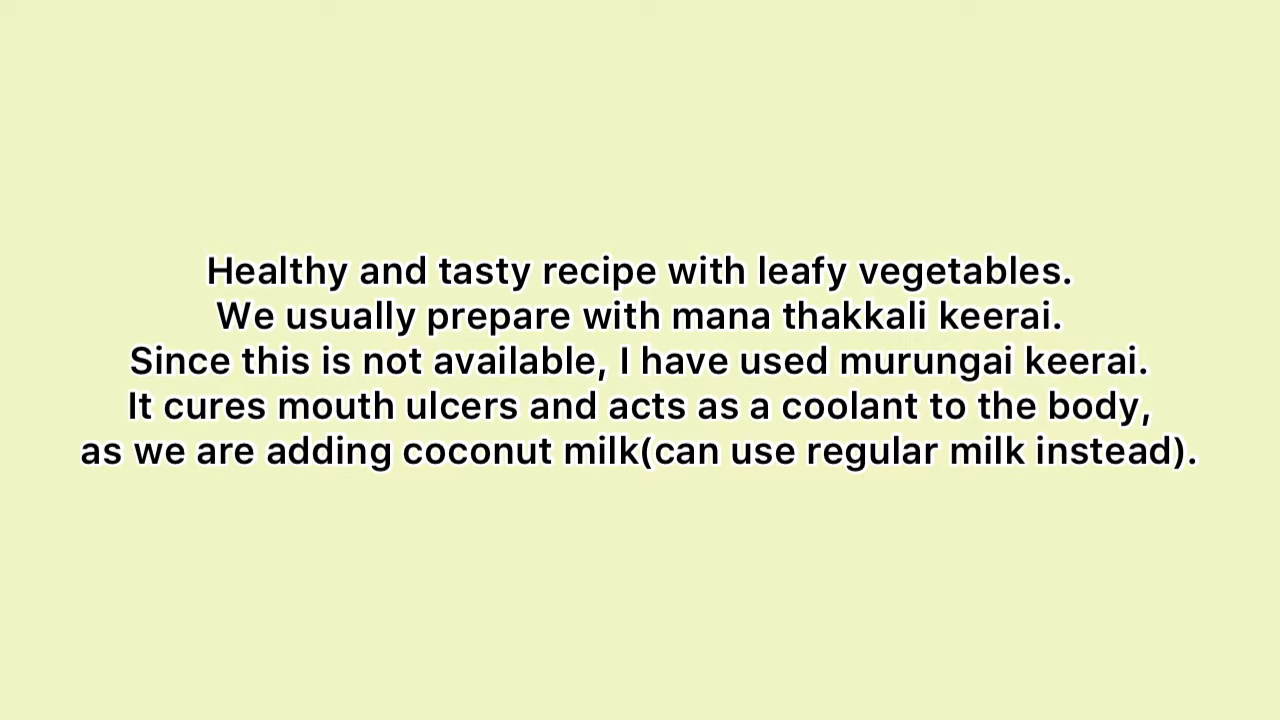 Healthy and tasty recipe with leafy vegetables.
We usually prepare with mana thakkali keerai.
Since this is not available, I have used murungai keerai.
It cures mouth ulcers and acts as a coolant to the body,
as we are adding coconut milk(can use regular milk instead).